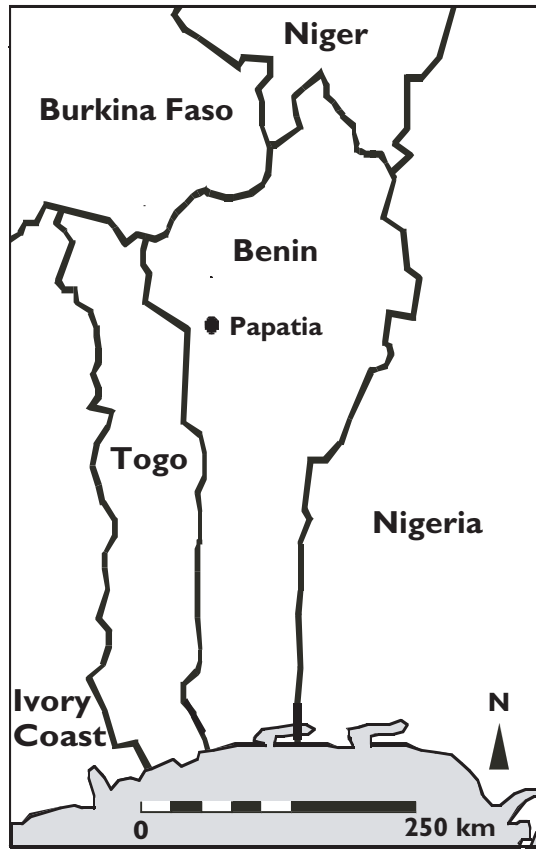 Niger
Burkina Faso
Benin
Papatia
Togo
Nigeria
Ivory
Coast
N
0
250 km